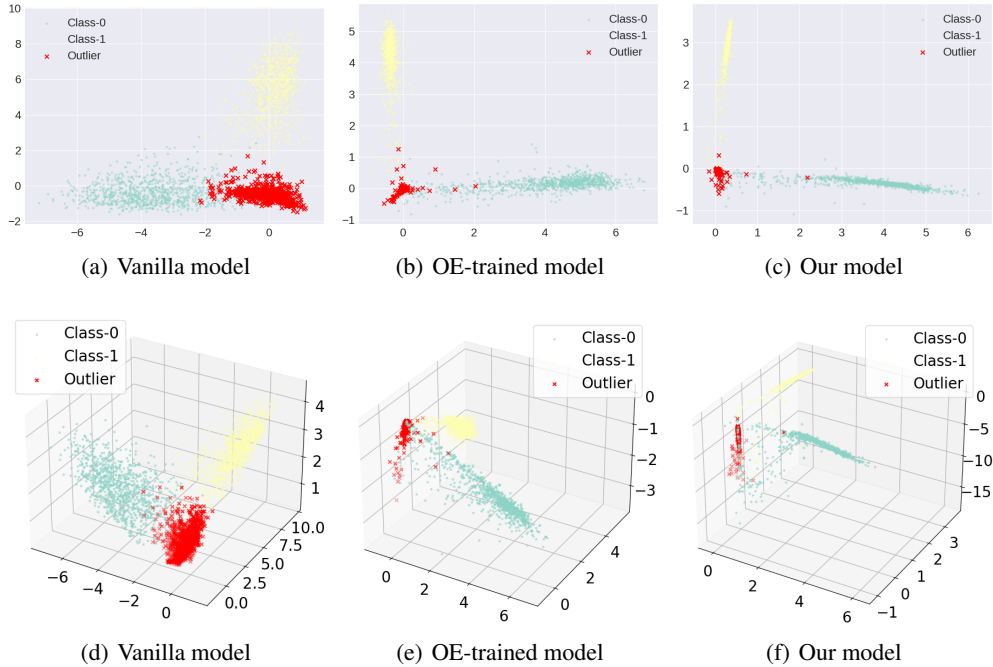 10
8
6
4
2
0
−2
−6
−4
−2
0
Class-0
Class-1
Outlier
(a) Vanilla model
5
4
3
2
1
0
−1
0
2
4
6
Class-0
Class-1
Outlier
(b) OE-trained model
3
2
1
0
−1
0
1
2
3
4
5
6
Class-0
Class-1
Outlier
(c) Our model
Class-0
Class-1
Outlier
4
3
2
1
10.0
7.5
5.0
2.5
0.0
−6
−4
−2
0
(d) Vanilla model
Class-0
Class-1
Outlier
0
−1
−2
−3
4
2
0
0
2
4
6
(e) OE-trained model
Class-0
Class-1
Outlier
0
−5
−10
−15
3
2
1
0
−1
0
2
4
6
(f) Our model